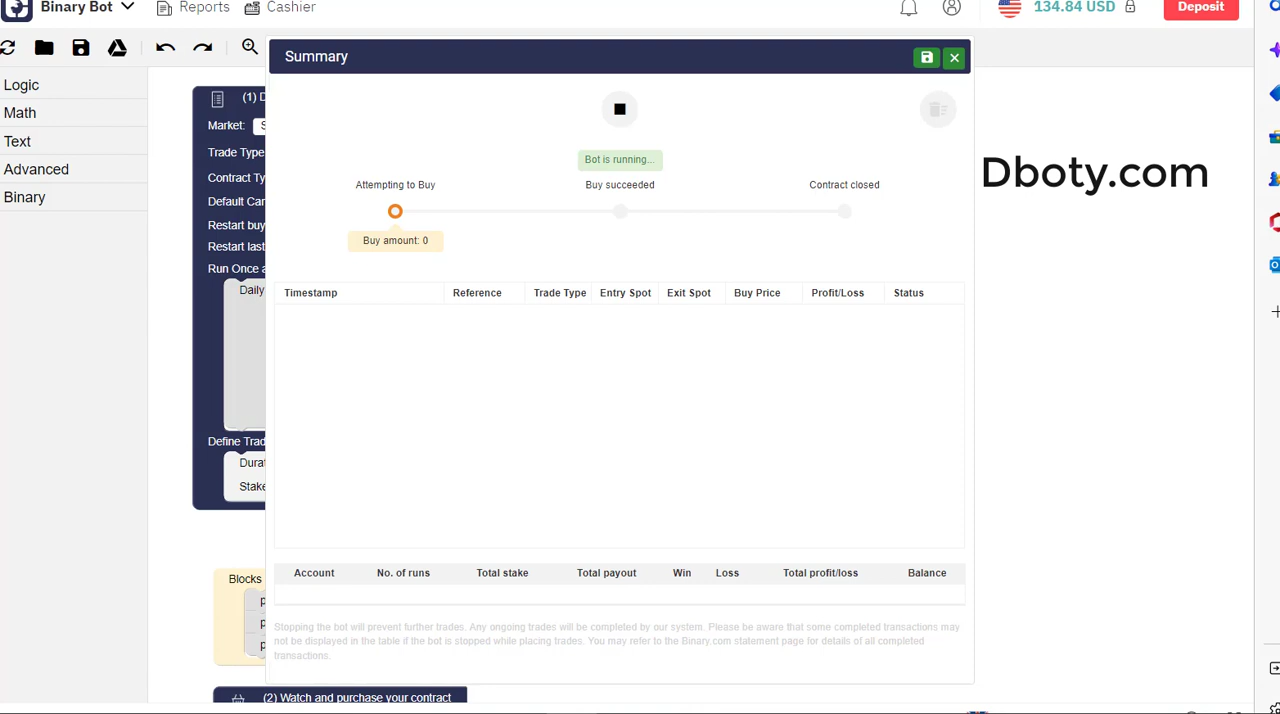 Binary Bot
Reports
Cashier
134.84 USD
Deposit
Logic
Math
Text
Advanced
Binary
(1) D
Market:
S
Trade Type
Contract Ty
Default Can
Restart buy
Restart last
Run Once a
Daily
Define Trad
Durat
Stake
Blocks
p
p
p
(2) Watch and purchase your contract
Summary
Bot is running...
Attempting to Buy
Buy succeeded
Contract closed
Buy amount: 0
Timestamp Reference Trade Type Entry Spot Exit Spot Buy Price Profit/Loss Status
Account No. of runs Total stake Total payout Win Loss Total profit/loss Balance
Stopping the bot will prevent further trades. Any ongoing trades will be completed by our system. Please be aware that some completed transactions may
not be displayed in the table if the bot is stopped while placing trades. You may refer to the Binary.com statement page for details of all completed
transactions.
Dboty.com